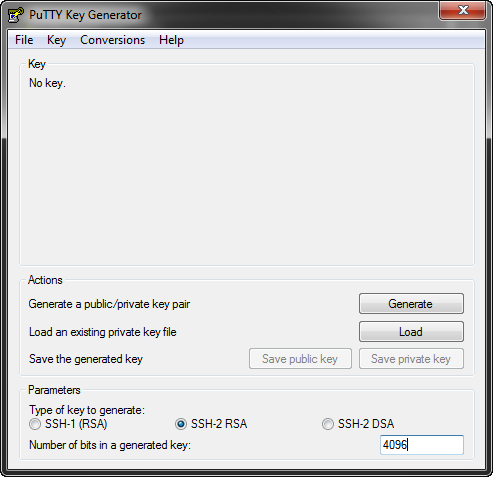 PuTTY Key Generator
File Key Conversions Help
Key
No key.
Actions
Generate a public/private key pair
Generate
Load an existing private key file
Load
Save the generated key
Save public key
Save private key
Parameters
Type of key to generate:
SSH-1 (RSA)
SSH-2 RSA
SSH-2 DSA
Number of bits in a generated key:
4096